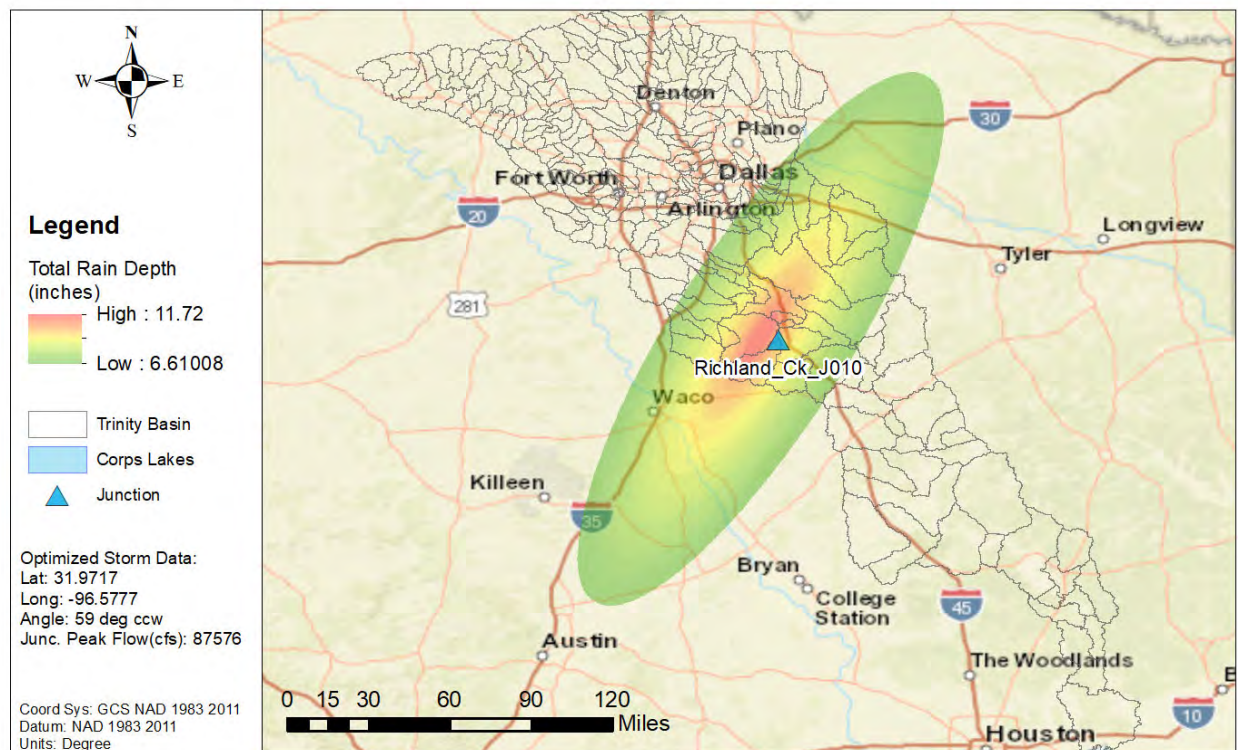 N
W
E
S
Legend
Total Rain Depth
(inches)
High : 11.72
Low : 6.61008
Trinity Basin
Corps Lakes
Junction
Optimized Storm Data:
Lat: 31.9717
Long: -96.5777
Angle: 59 deg ccw
Junc. Peak Flow(cfs): 87576
Coord Sys: GCS NAD 1983 2011
Datum: NAD 1983 2011
Units: Degree
Denton
30
Plano
Dallas
Fort Worth
Arlington
20
Longview
Tyler
281
Richland_Ck_J010
Waco
Killeen
35
Bryan
College
Station
45
Austin
The Woodlands
B
10
Houston
0 15 30 60 90 120
Miles